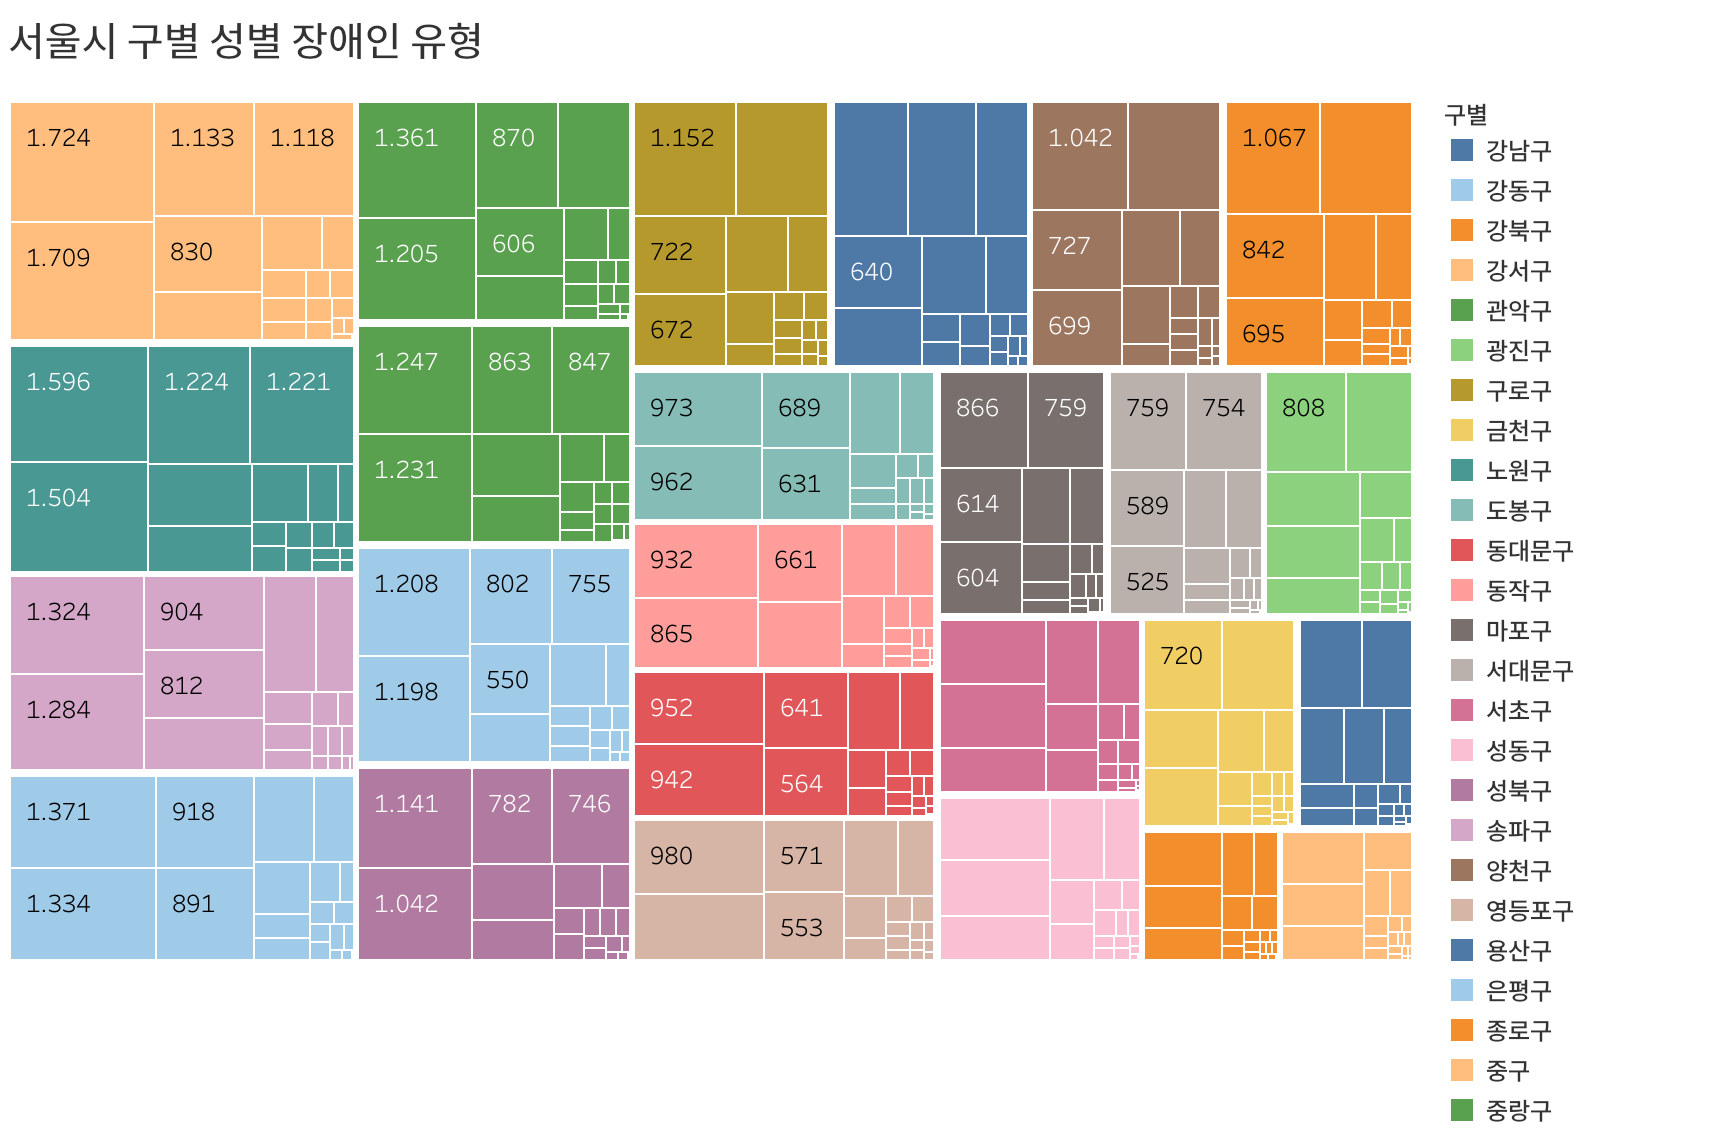 서울시 구별 성별 장애인 유형
1.724 1.133 1.118
1.709 830
1.596 1.224 1.221
1.504
1.324 904
1.284 812
1.371 918
1.334 891
1.361 870
1.205 606
1.247 863 847
1.231
1.208 802 755
1.198 550
1.141 782 746
1.042
1.152
722
672
640
1.042
727
699
1.067
842
695
973 689
962 631
932 661
865
952 641
942 564
980 571
553
866 759
614
604
759 754
589
525
808
720
구별
강남구
강동구
강북구
강서구
관악구
광진구
구로구
금천구
노원구
도봉구
동대문구
동작구
마포구
서대문구
서초구
성동구
성북구
송파구
양천구
영등포구
용산구
은평구
종로구
중구
중랑구